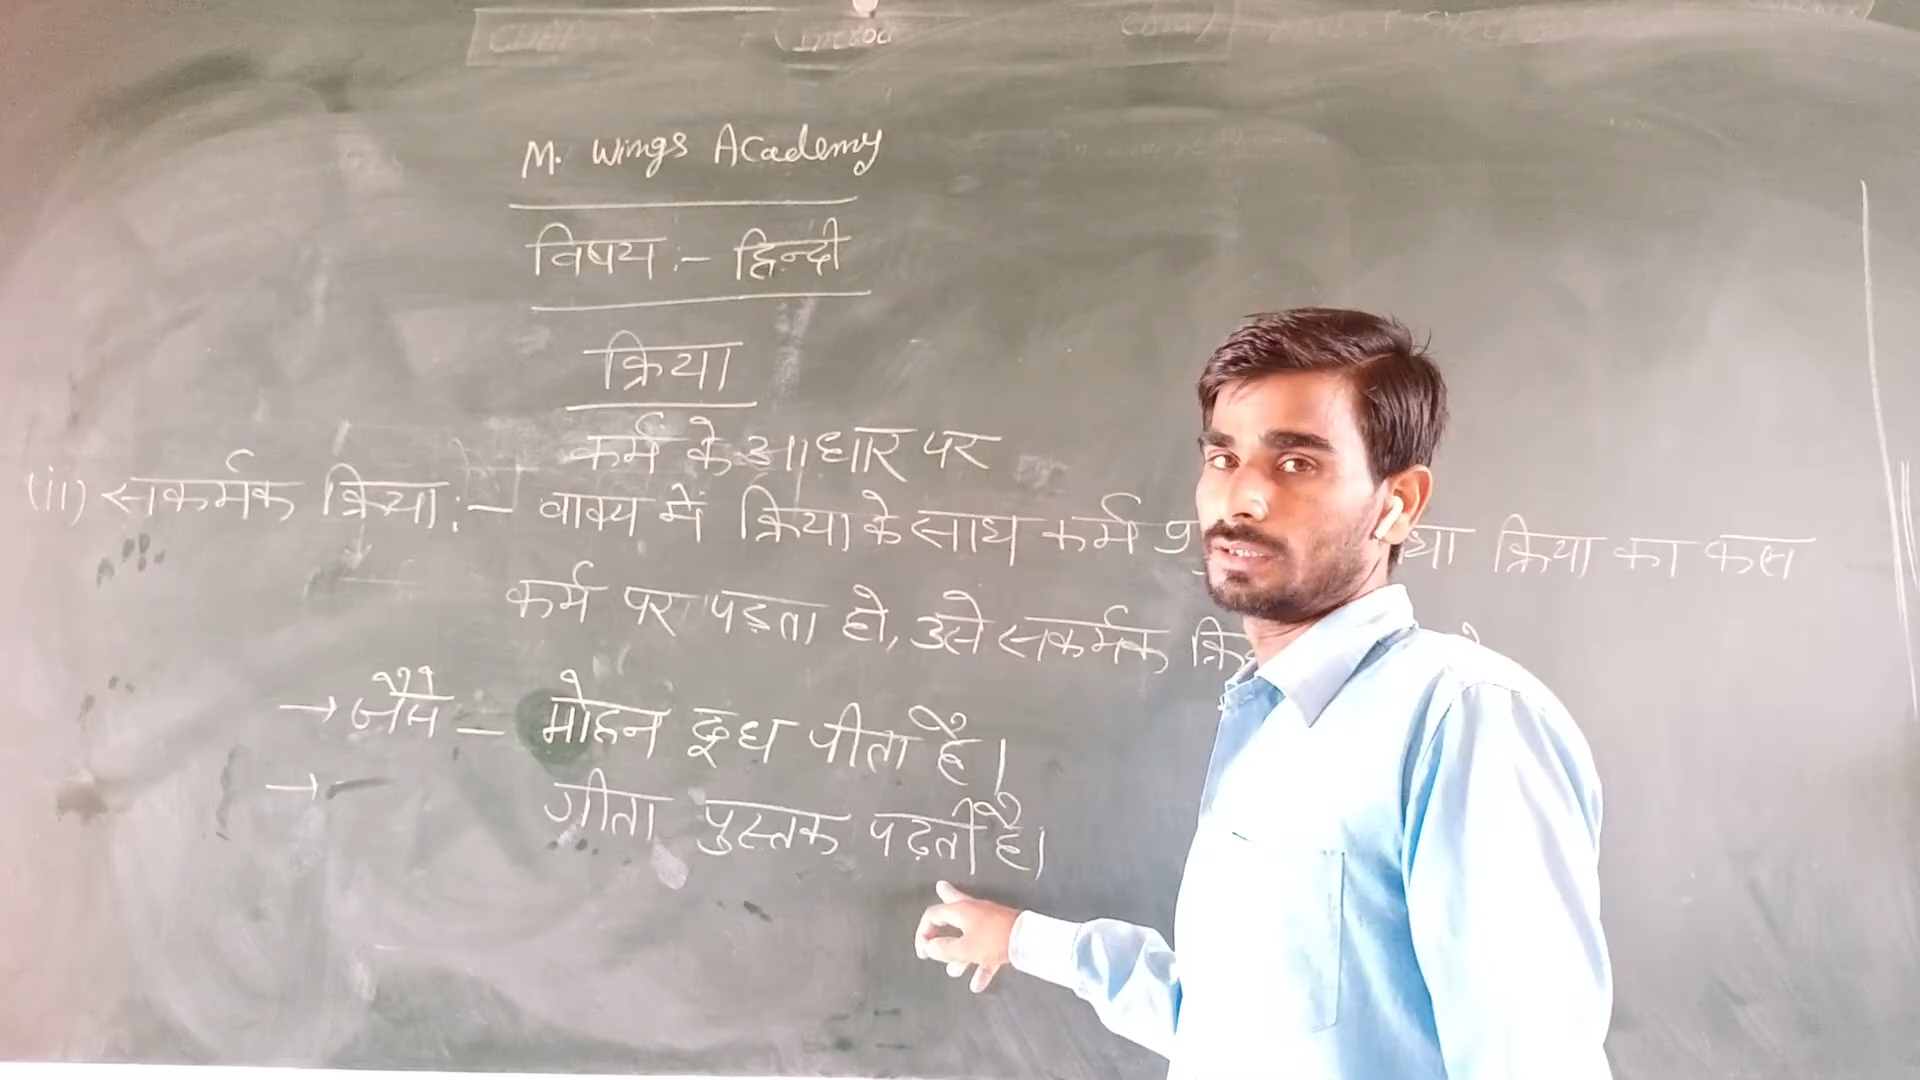 M. Wings Academy
विषय :- हिन्दी
क्रिया
कर्म के आधार पर
(ii) सकर्मक क्रिया :- वाक्य में क्रिया के साथ कर्म क्रिया का फल
कर्म पर पड़ता हो, उसे सकर्मक
→ जैसे — मोहन दूध पीता है।
→ — गीता पुस्तक पढ़ती है।